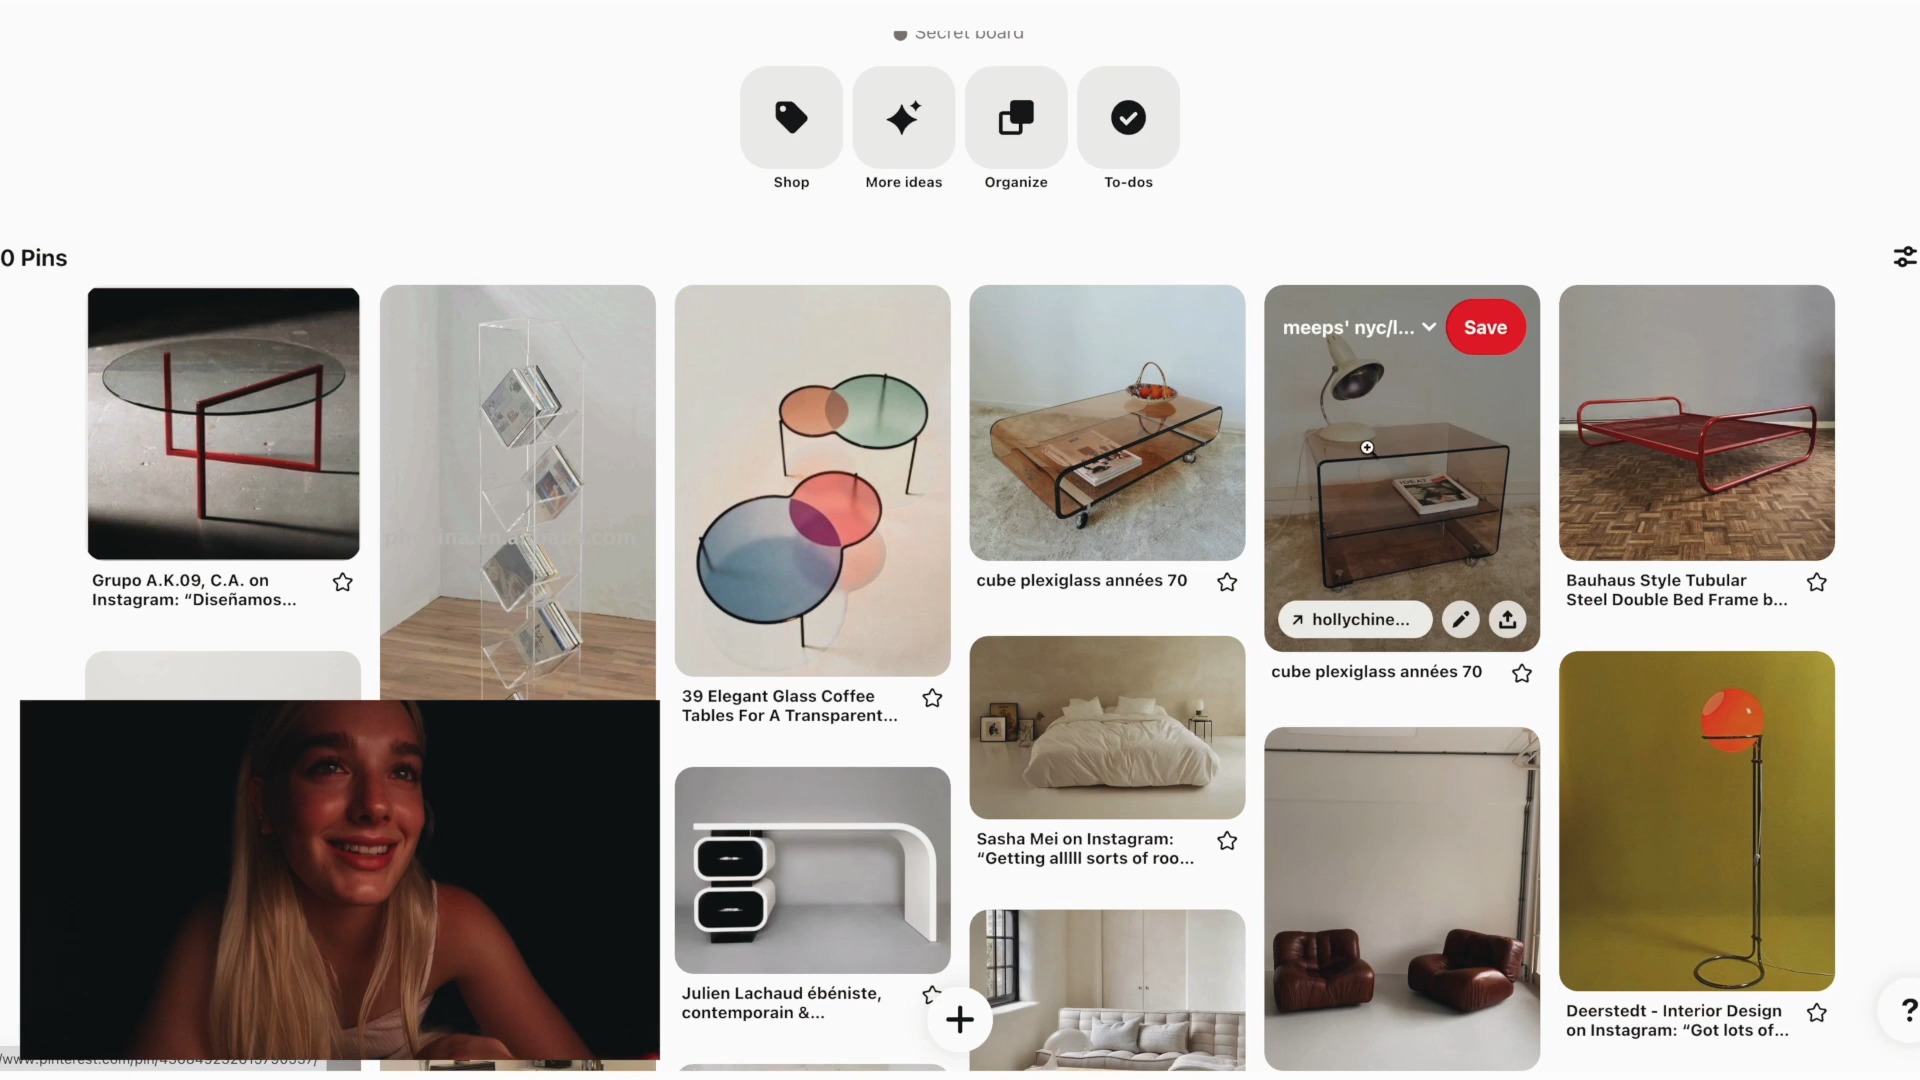 Secret board
Shop
More ideas
Organize
To-dos
0 Pins
meeps' nyc/l...
Save
hollychine...
Grupo A.K.09, C.A. on
Instagram: “Diseñamos...
cube plexiglass années 70
Bauhaus Style Tubular
Steel Double Bed Frame b...
cube plexiglass années 70
39 Elegant Glass Coffee
Tables For A Transparent...
Sasha Mei on Instagram:
“Getting alllll sorts of roo...
Julien Lachaud ébéniste,
contemporain &...
Deerstedt - Interior Design
on Instagram: “Got lots of...
?